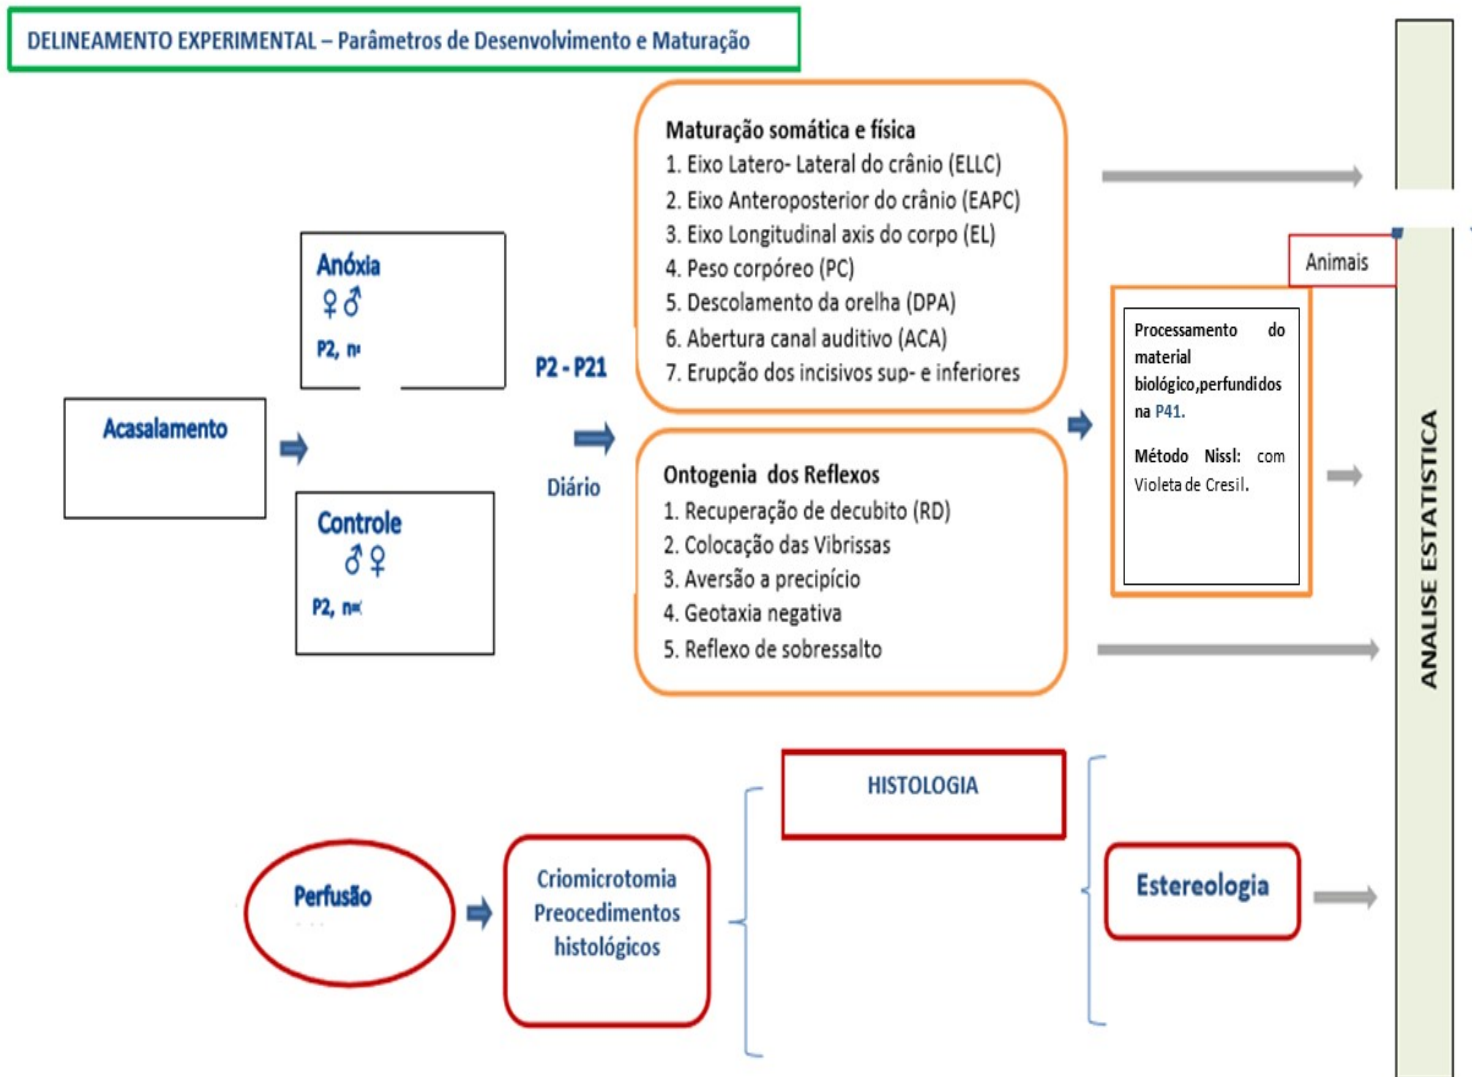 DELINEAMENTO EXPERIMENTAL – Parâmetros de Desenvolvimento e Maturação
Acasalamento
Anóxia
♀♂
P2, n
Controle
♂♀
P2, n=
P2 - P21
Diário
Maturação somática e física
1. Eixo Latero- Lateral do crânio (ELLC)
2. Eixo Anteroposterior do crânio (EAPC)
3. Eixo Longitudinal axis do corpo (EL)
4. Peso corpóreo (PC)
5. Descolamento da orelha (DPA)
6. Abertura canal auditivo (ACA)
7. Erupção dos incisivos sup- e inferiores
Ontogenia dos Reflexos
1. Recuperação de decubito (RD)
2. Colocação das Vibrissas
3. Aversão a precipício
4. Geotaxia negativa
5. Reflexo de sobressalto
Animais
Processamento do
material
biológico,perfundidos
na P41.
Método Nissl: com
Violeta de Cresil.
ANALISE ESTATISTICA
Perfusão
Criomicrotomia
Preocedimentos
histológicos
HISTOLOGIA
Estereologia